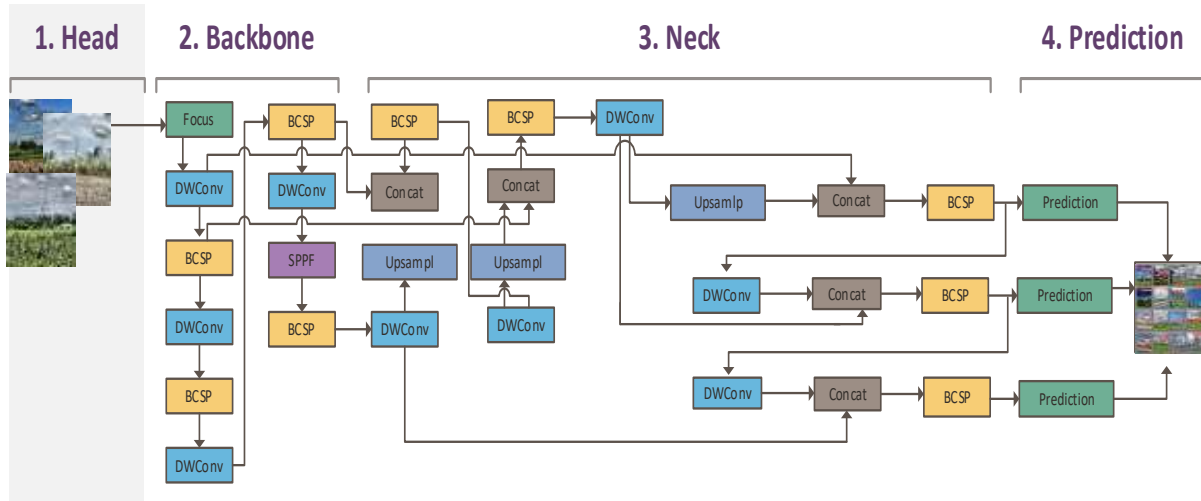 1. Head
2. Backbone
3. Neck
4. Prediction
Focus
DWConv
BCSP
DWConv
BCSP
DWConv
BCSP
DWConv
SPPF
BCSP
BCSP
Concat
Upsampl
DWConv
BCSP
Concat
Upsampl
DWConv
DWConv
Upsamlp
Concat
BCSP
Prediction
DWConv
Concat
BCSP
Prediction
DWConv
Concat
BCSP
Prediction